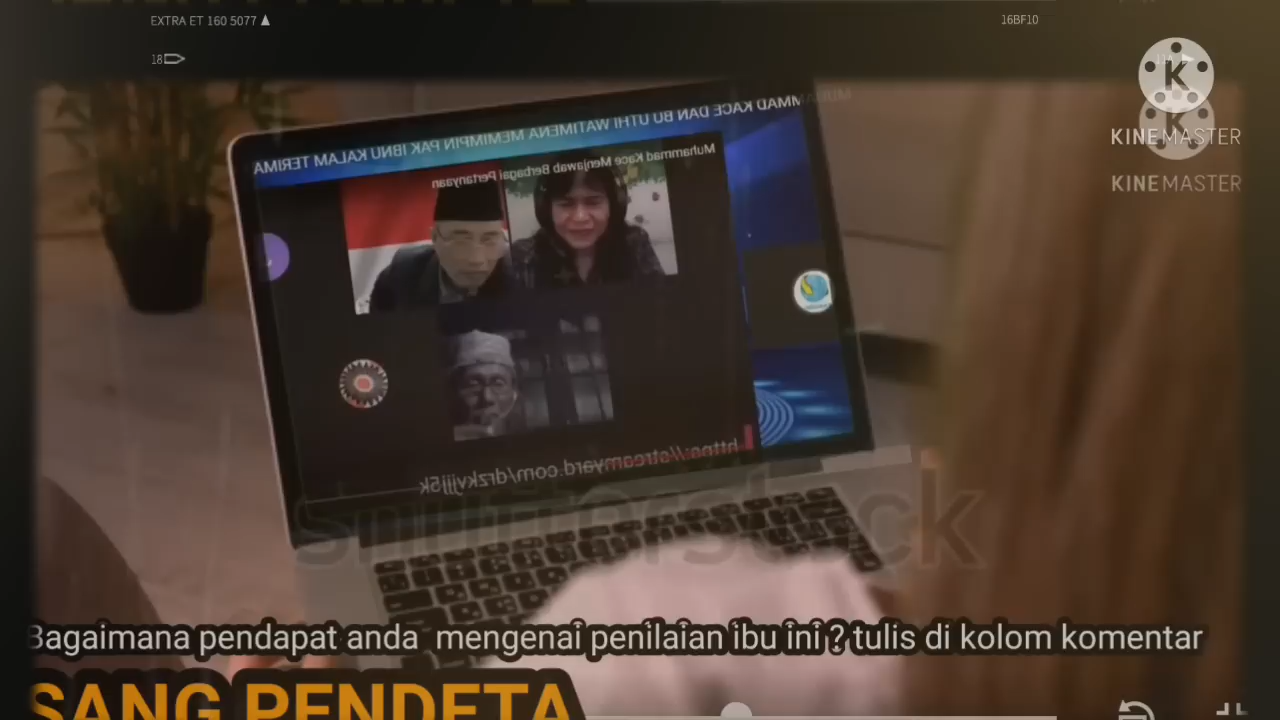 EXTRA ET 160 5077
16BF10
18
K
KINEMASTER
K
KINEMASTER
MMAD KACE DAN BU UTHI WATIMENA MEMIMPIN PAK IBNU KALAM TERIMA
Muhammad Kace Menjawab Berbagai Pertanyaan
https://streamyard.com/drzkyjjj5k
shutterstock
Bagaimana pendapat anda mengenai penilaian ibu ini ? tulis di kolom komentar
SANG PENDETA